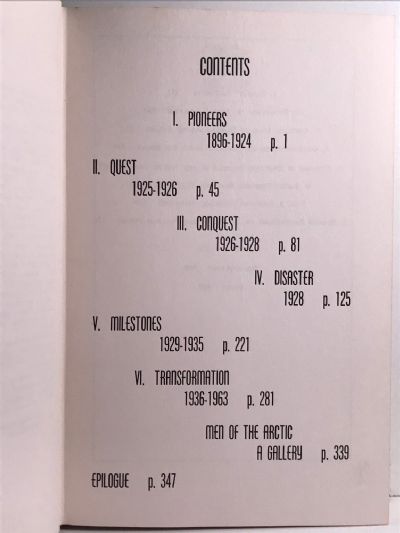 CONTENTS
I. PIONEERS
1896-1924 p. 1
II. QUEST
1925-1926 p. 45
III. CONQUEST
1926-1928 p. 81
IV. DISASTER
1928 p. 125
V. MILESTONES
1929-1935 p. 221
VI. TRANSFORMATION
1936-1963 p. 281
MEN OF THE ARCTIC
A GALLERY p. 339
EPILOGUE p. 347